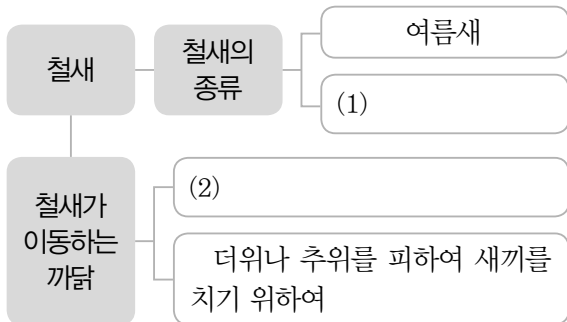 철새
철새의
종류
여름새
(1)
철새가
이동하는
까닭
(2)
더위나 추위를 피하여 새끼를
치기 위하여